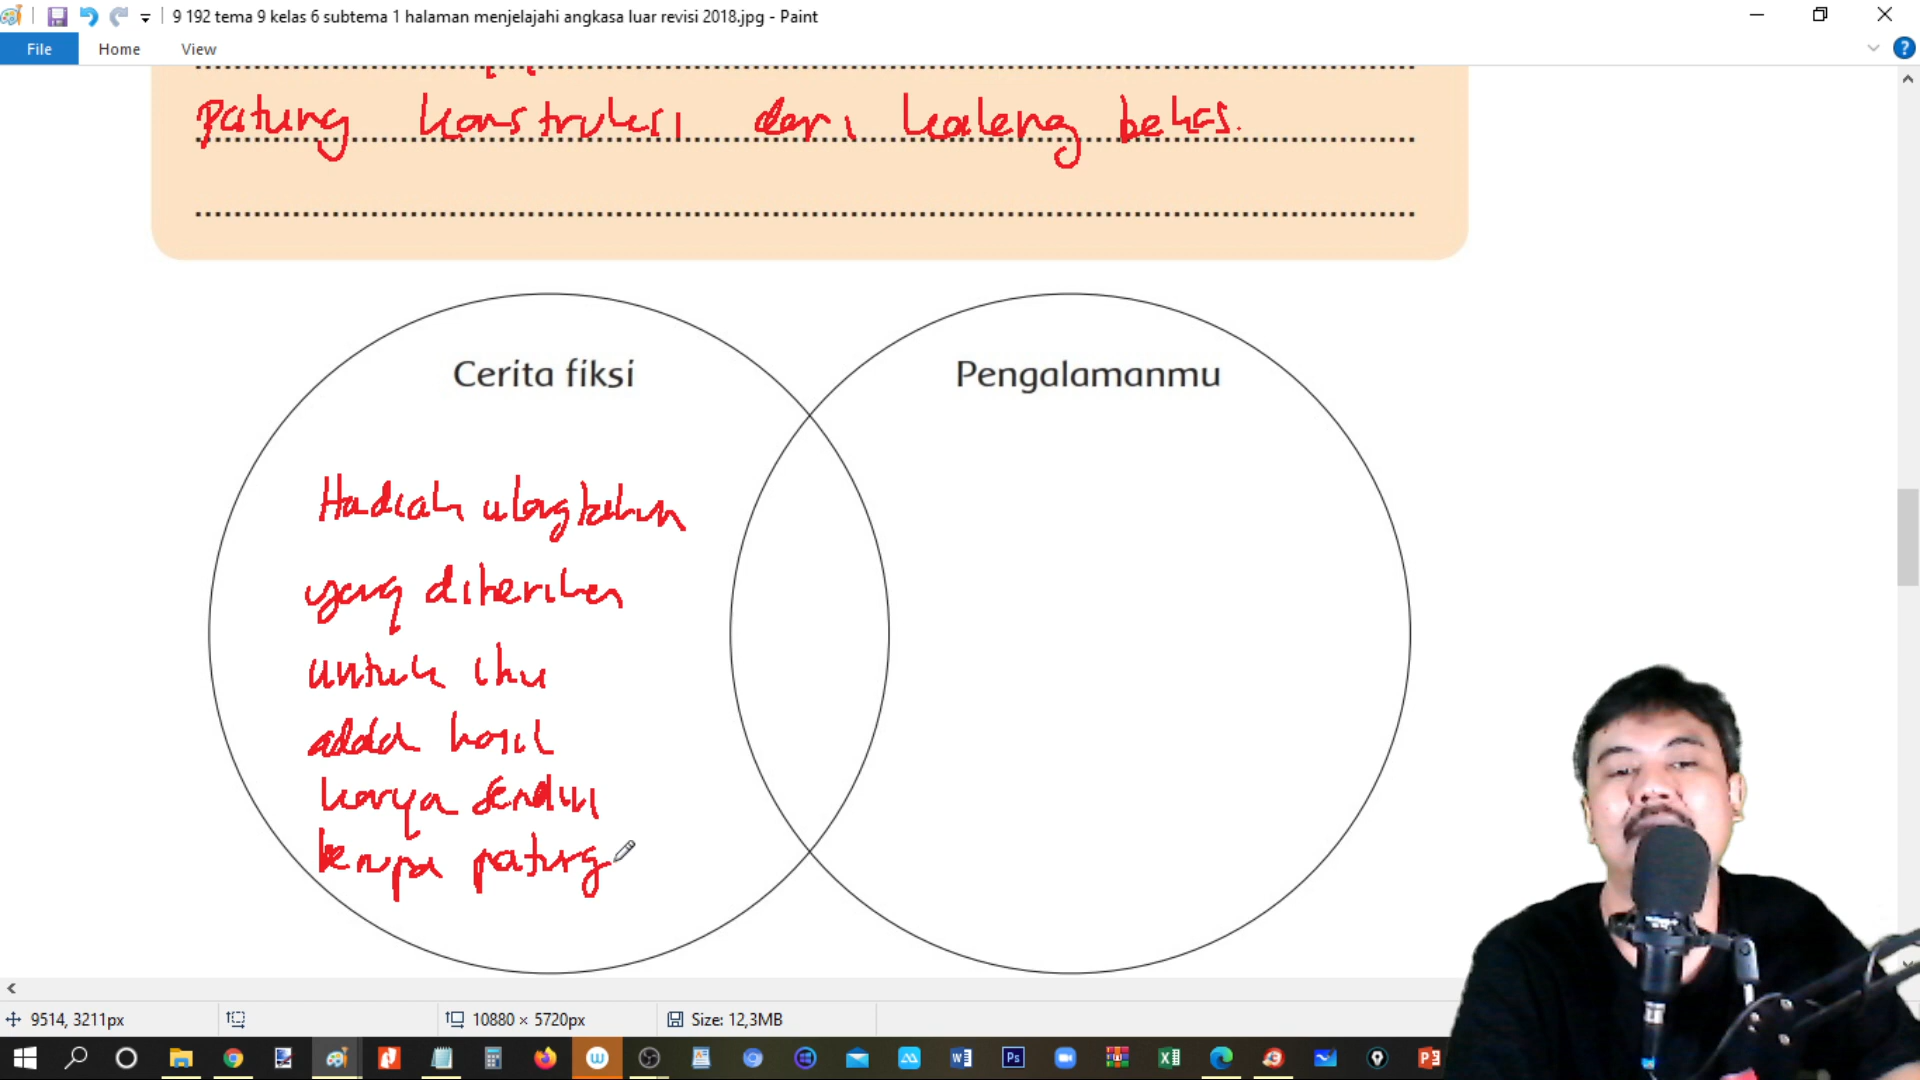 9 192 tema 9 kelas 6 subtema 1 halaman menjelajahi angkasa luar revisi 2018.jpg - Paint
File Home View
patung konstruksi dari kaleng bekas.
Cerita fiksi
Pengalamanmu
Hadiah ulangtahun
yang diberikan
untuk ibu
adalah hasil
karya sendiri
berupa patung
9514, 3211px
10880 × 5720px
Size: 12,3MB